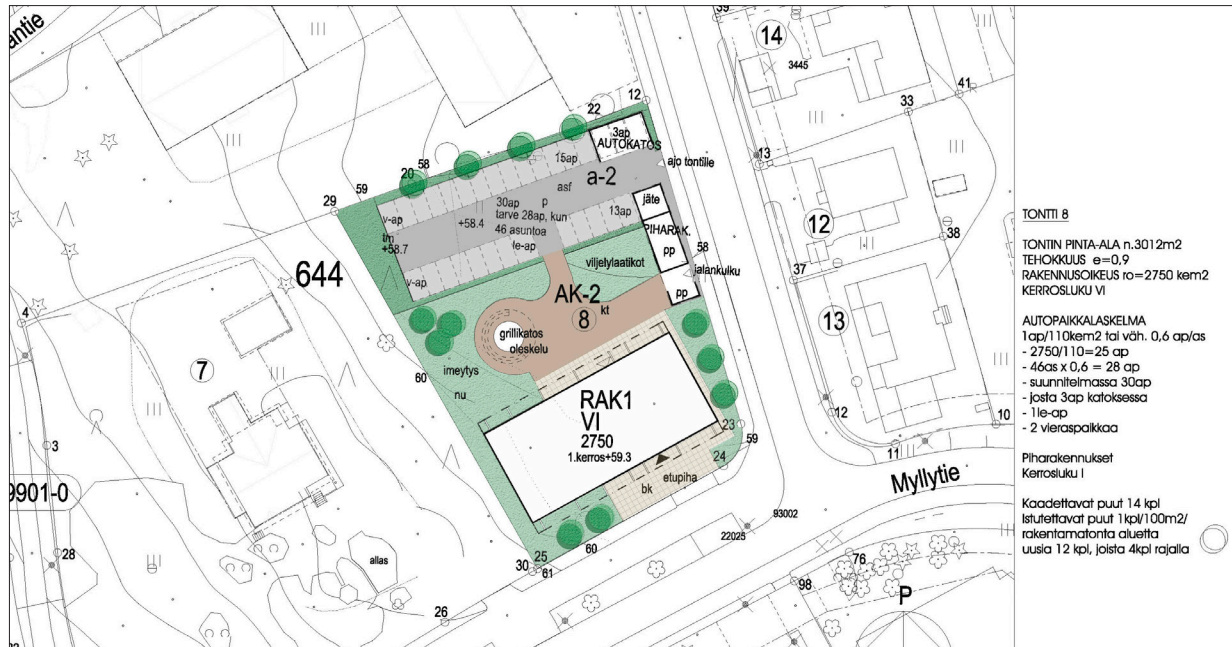 antie
39
14
3445
41
33
12
22
3ap
AUTOKATOS
13
ajo tontille
58
20
15ap
a-2
59
29
v-ap
asf
30ap
p
+58.4
tarve 28ap, kun
46 asuntoa
le-ap
13ap
jäte
PIHARAK.
pp
tm
+58.7
12
38
58
jalankulku
37
pp
viljelylaatikot
v-ap
644
AK-2
kt
8
4
13
grillikatos
oleskelu
7
60
imeytys
nu
RAK1
VI
2750
1.kerros+59.3
23
12
10
59
11
24
3
etupiha
bk
Myllytie
9901-0
93002
22025
28
allas
60
25
30
61
76
98
P
26
TONTTI 8
TONTIN PINTA-ALA n.3012m2
TEHOKKUUS e=0,9
RAKENNUSOIKEUS ro=2750 kem2
KERROSLUKU VI
AUTOPAIKKALASKELMA
1ap/110kem2 tai väh. 0,6 ap/as
- 2750/110=25 ap
- 46as x 0,6 = 28 ap
- suunnitelmassa 30ap
- josta 3ap katoksessa
- 1le-ap
- 2 vieraspaikkaa
Piharakennukset
Kerrosluku I
Kaadettavat puut 14 kpl
Istutettavat puut 1kpl/100m2/
rakentamatonta aluetta
uusia 12 kpl, joista 4kpl rajalla